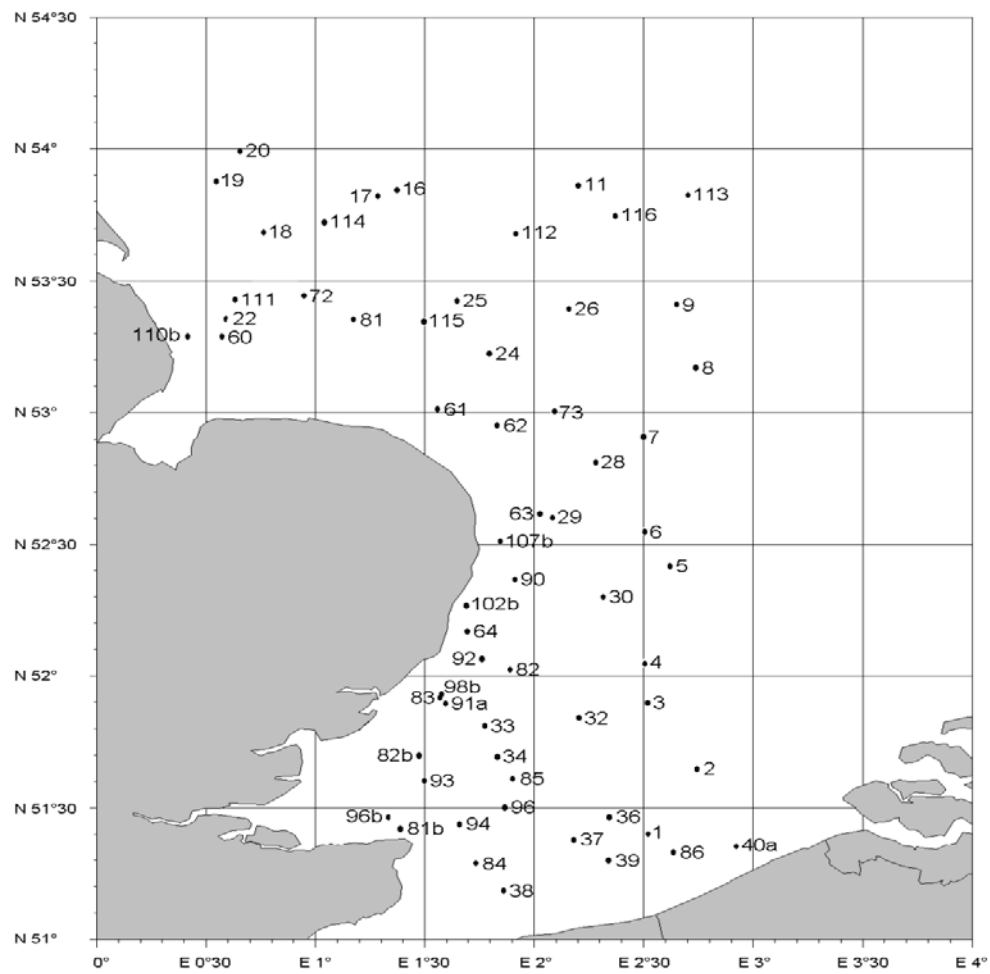 N 54°30
N 54°
20
19
17
16
11
113
18
114
112
116
N 53°30
111
72
25
26
9
22
81
115
110b
60
24
8
N 53°
61
62
73
7
28
63
29
6
N 52°30
107b
5
90
30
102b
64
92
82
4
N 52°
98b
83
91a
3
33
32
82b
34
2
93
85
N 51°30
96
96b
94
36
81b
37
1
86
40a
84
39
38
N 51°
0°
E 0°30
E 1°
E 1°30
E 2°
E 2°30
E 3°
E 3°30
E 4°